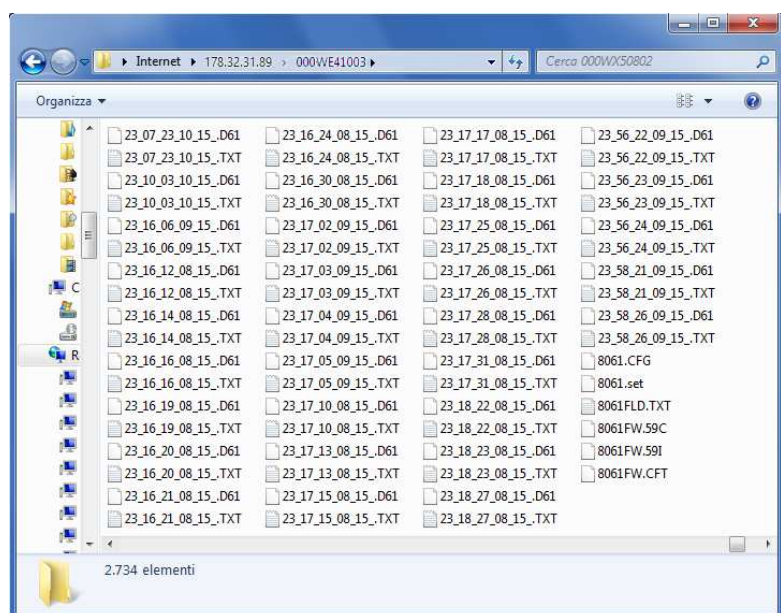 Internet ▸ 178.32.31.89 › 000WE41003 ▸
Cerca 000WX50802
Organizza
23_07_23_10_15_.D61
23_07_23_10_15_.TXT
23_10_03_10_15_.D61
23_10_03_10_15_.TXT
23_16_06_09_15_.D61
23_16_06_09_15_.TXT
23_16_12_08_15_.D61
23_16_12_08_15_.TXT
23_16_14_08_15_.D61
23_16_14_08_15_.TXT
23_16_16_08_15_.D61
23_16_16_08_15_.TXT
23_16_19_08_15_.D61
23_16_19_08_15_.TXT
23_16_20_08_15_.D61
23_16_20_08_15_.TXT
23_16_21_08_15_.D61
23_16_21_08_15_.TXT
23_16_24_08_15_.D61
23_16_24_08_15_.TXT
23_16_30_08_15_.D61
23_16_30_08_15_.TXT
23_17_02_09_15_.D61
23_17_02_09_15_.TXT
23_17_03_09_15_.D61
23_17_03_09_15_.TXT
23_17_04_09_15_.D61
23_17_04_09_15_.TXT
23_17_05_09_15_.D61
23_17_05_09_15_.TXT
23_17_10_08_15_.D61
23_17_10_08_15_.TXT
23_17_13_08_15_.D61
23_17_13_08_15_.TXT
23_17_15_08_15_.D61
23_17_15_08_15_.TXT
23_17_17_08_15_.D61
23_17_17_08_15_.TXT
23_17_18_08_15_.D61
23_17_18_08_15_.TXT
23_17_25_08_15_.D61
23_17_25_08_15_.TXT
23_17_26_08_15_.D61
23_17_26_08_15_.TXT
23_17_28_08_15_.D61
23_17_28_08_15_.TXT
23_17_31_08_15_.D61
23_17_31_08_15_.TXT
23_18_22_08_15_.D61
23_18_22_08_15_.TXT
23_18_23_08_15_.D61
23_18_23_08_15_.TXT
23_18_27_08_15_.D61
23_18_27_08_15_.TXT
23_56_22_09_15_.D61
23_56_22_09_15_.TXT
23_56_23_09_15_.D61
23_56_23_09_15_.TXT
23_56_24_09_15_.D61
23_56_24_09_15_.TXT
23_58_21_09_15_.D61
23_58_21_09_15_.TXT
23_58_26_09_15_.D61
23_58_26_09_15_.TXT
8061.CFG
8061.set
8061FLD.TXT
8061FW.59C
8061FW.59I
8061FW.CFT
C
R
2.734 elementi